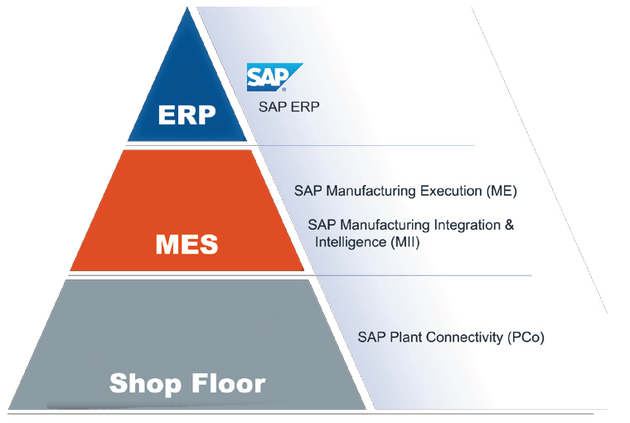 SAP
ERP
SAP ERP
SAP Manufacturing Execution (ME)
MES
SAP Manufacturing Integration &
Intelligence (MII)
SAP Plant Connectivity (PCo)
Shop Floor